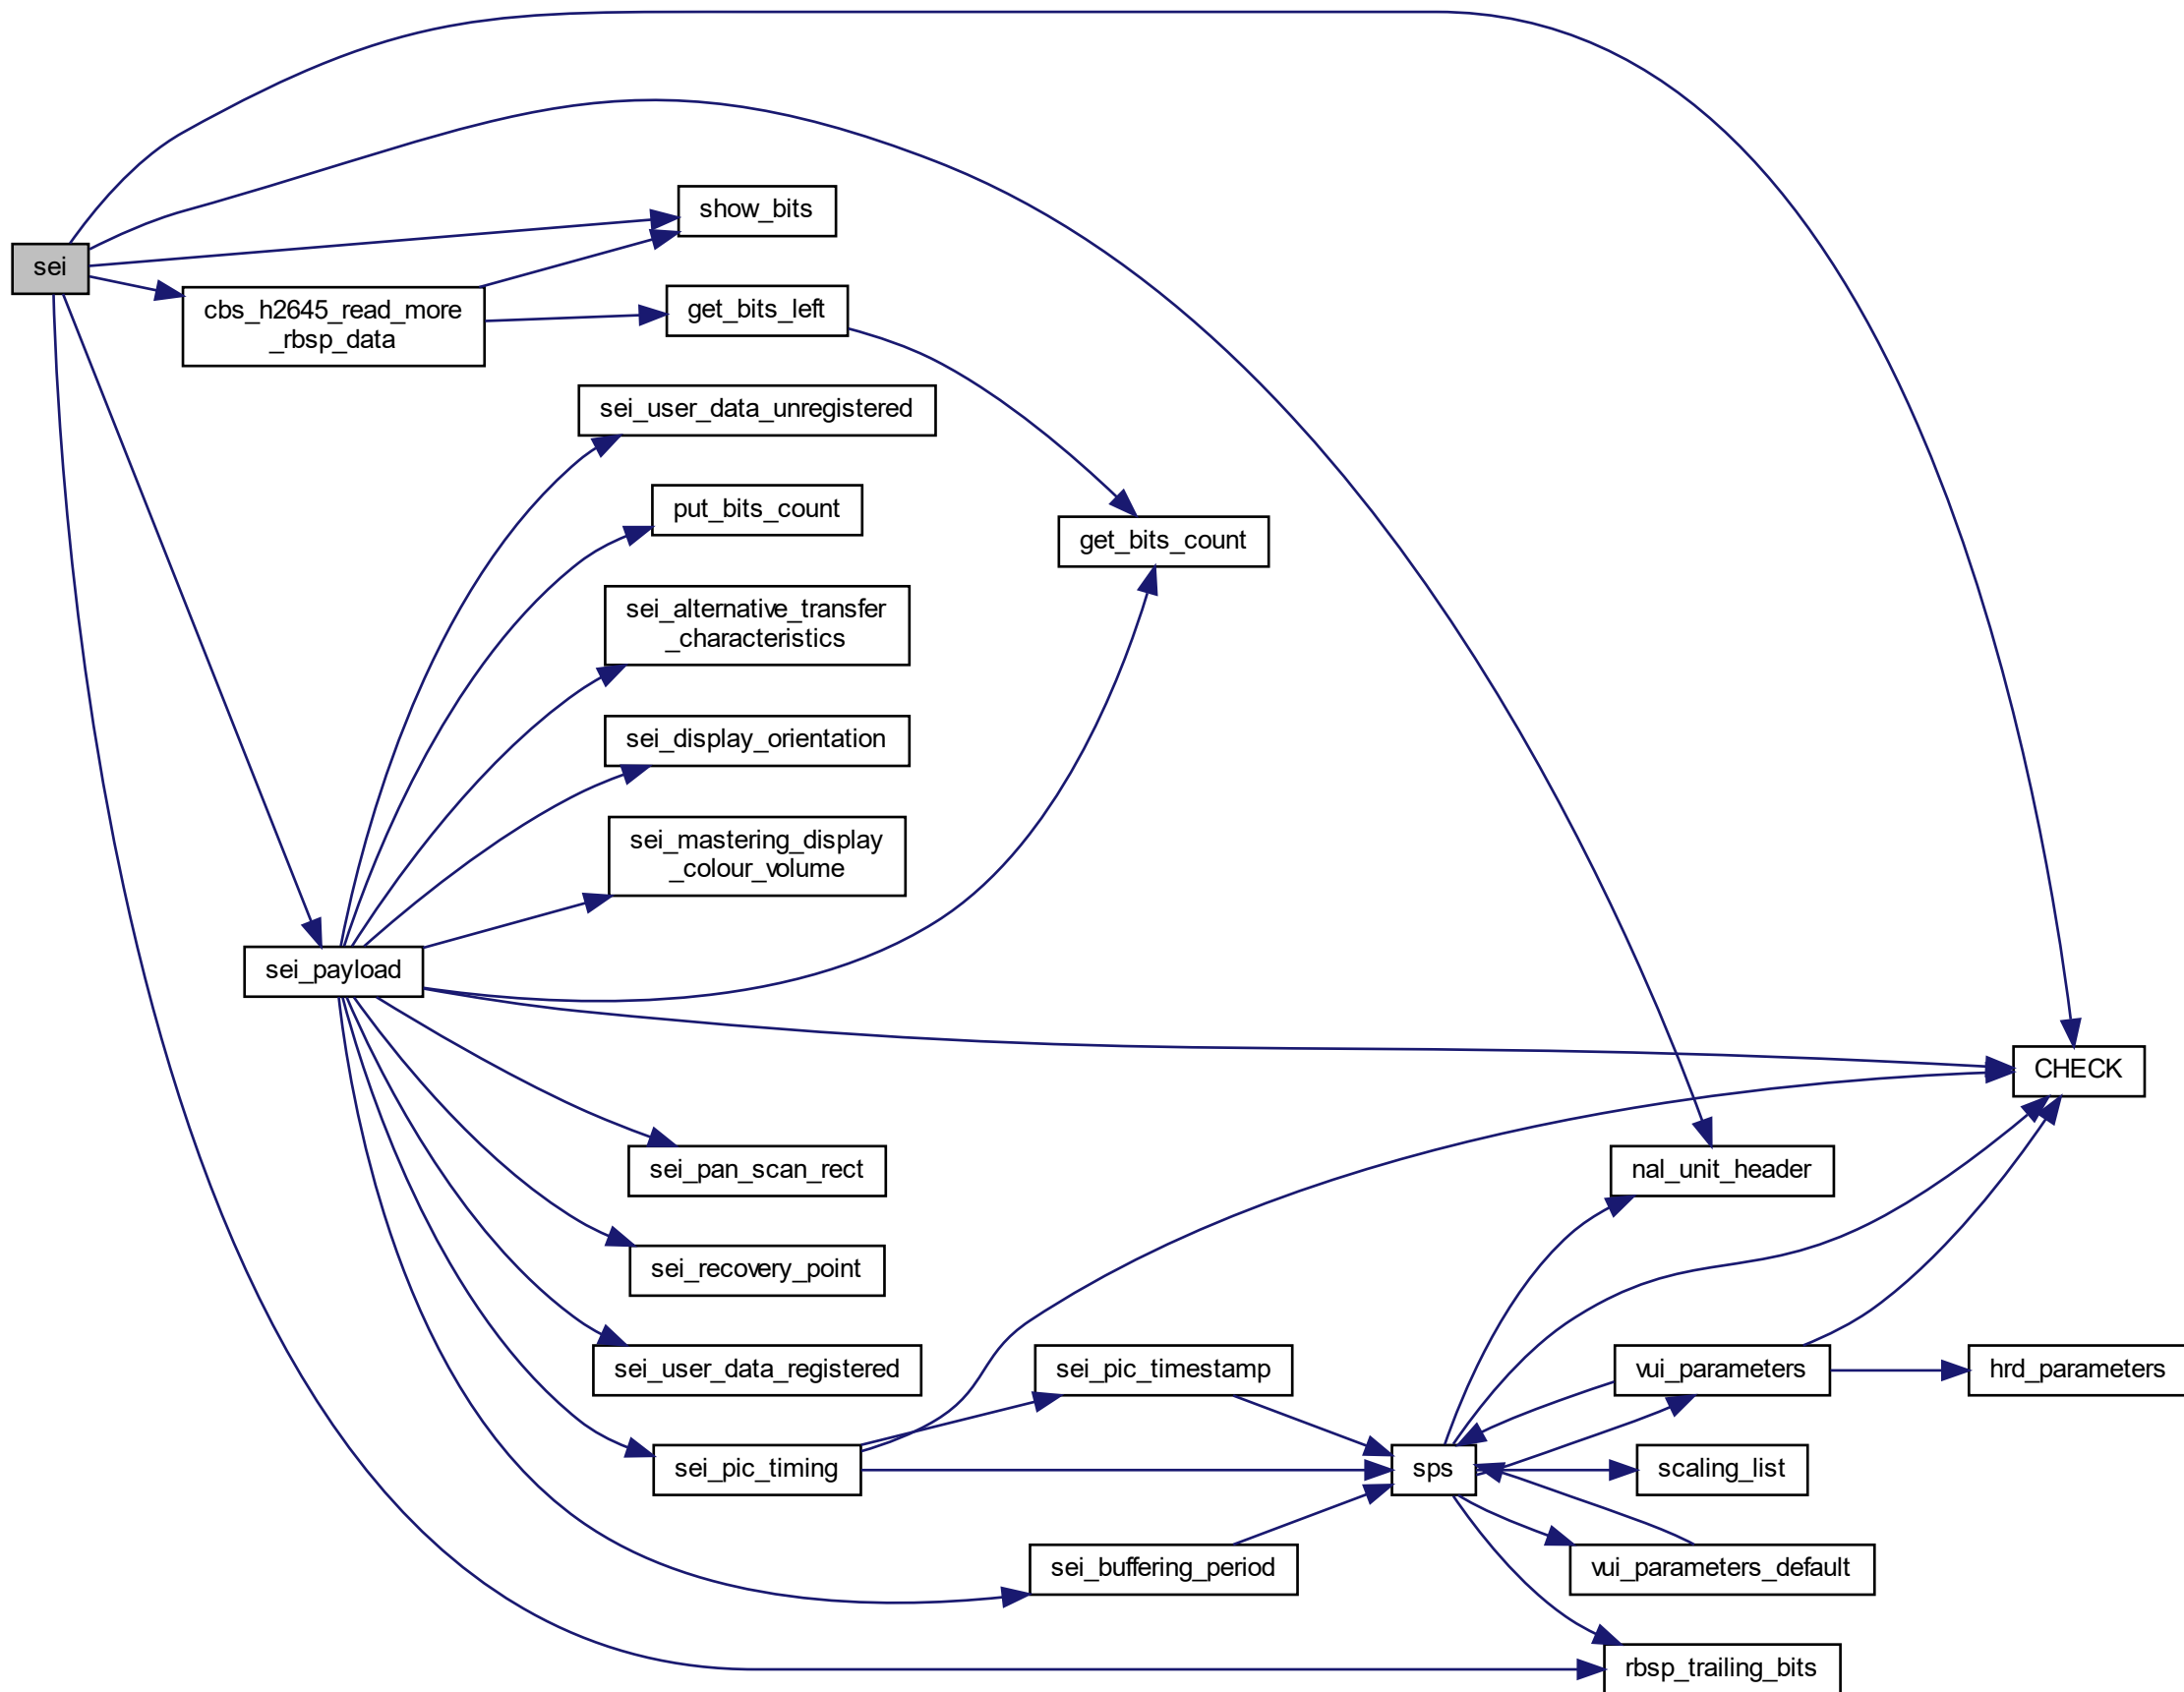 show_bits
sei
cbs_h2645_read_more
_rbsp_data
get_bits_left
sei_user_data_unregistered
put_bits_count
get_bits_count
sei_alternative_transfer
_characteristics
sei_display_orientation
sei_mastering_display
_colour_volume
sei_payload
CHECK
sei_pan_scan_rect
nal_unit_header
sei_recovery_point
sei_user_data_registered
sei_pic_timestamp
vui_parameters
hrd_parameters
sei_pic_timing
sps
scaling_list
sei_buffering_period
vui_parameters_default
rbsp_trailing_bits